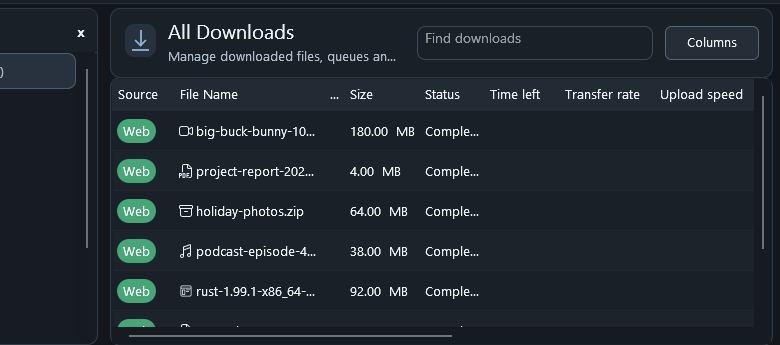 x
)
All Downloads
Manage downloaded files, queues an...
Find downloads
Columns
Source File Name ... Size Status Time left Transfer rate Upload speed
Web big-buck-bunny-10... 180.00 MB Comple...
Web project-report-202... 4.00 MB Comple...
Web holiday-photos.zip 64.00 MB Comple...
Web podcast-episode-4... 38.00 MB Comple...
Web rust-1.99.1-x86_64-... 92.00 MB Comple...